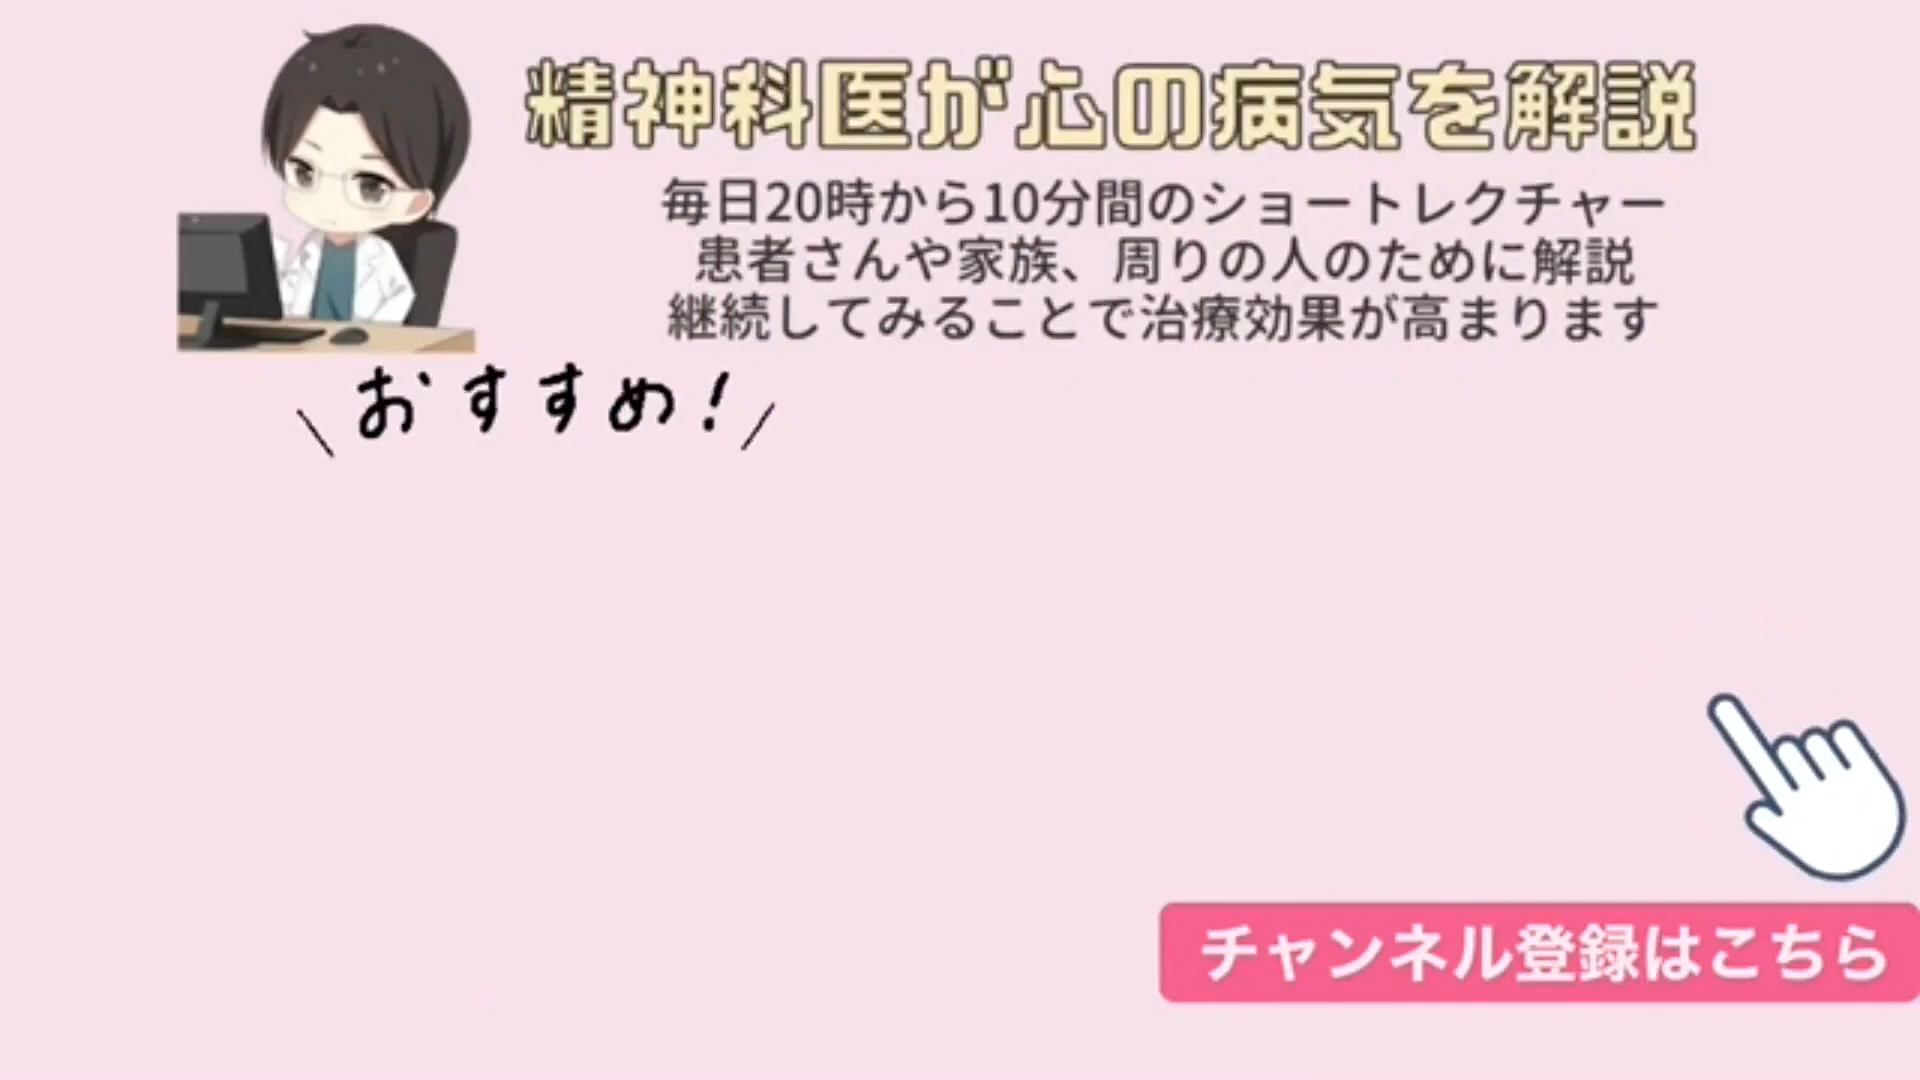 精神科医が心の病気を解説
毎日20時から10分間のショートレクチャー
患者さんや家族、周りの人のために解説
継続してみることで治療効果が高まります
\おすすめ!/
チャンネル登録はこちら